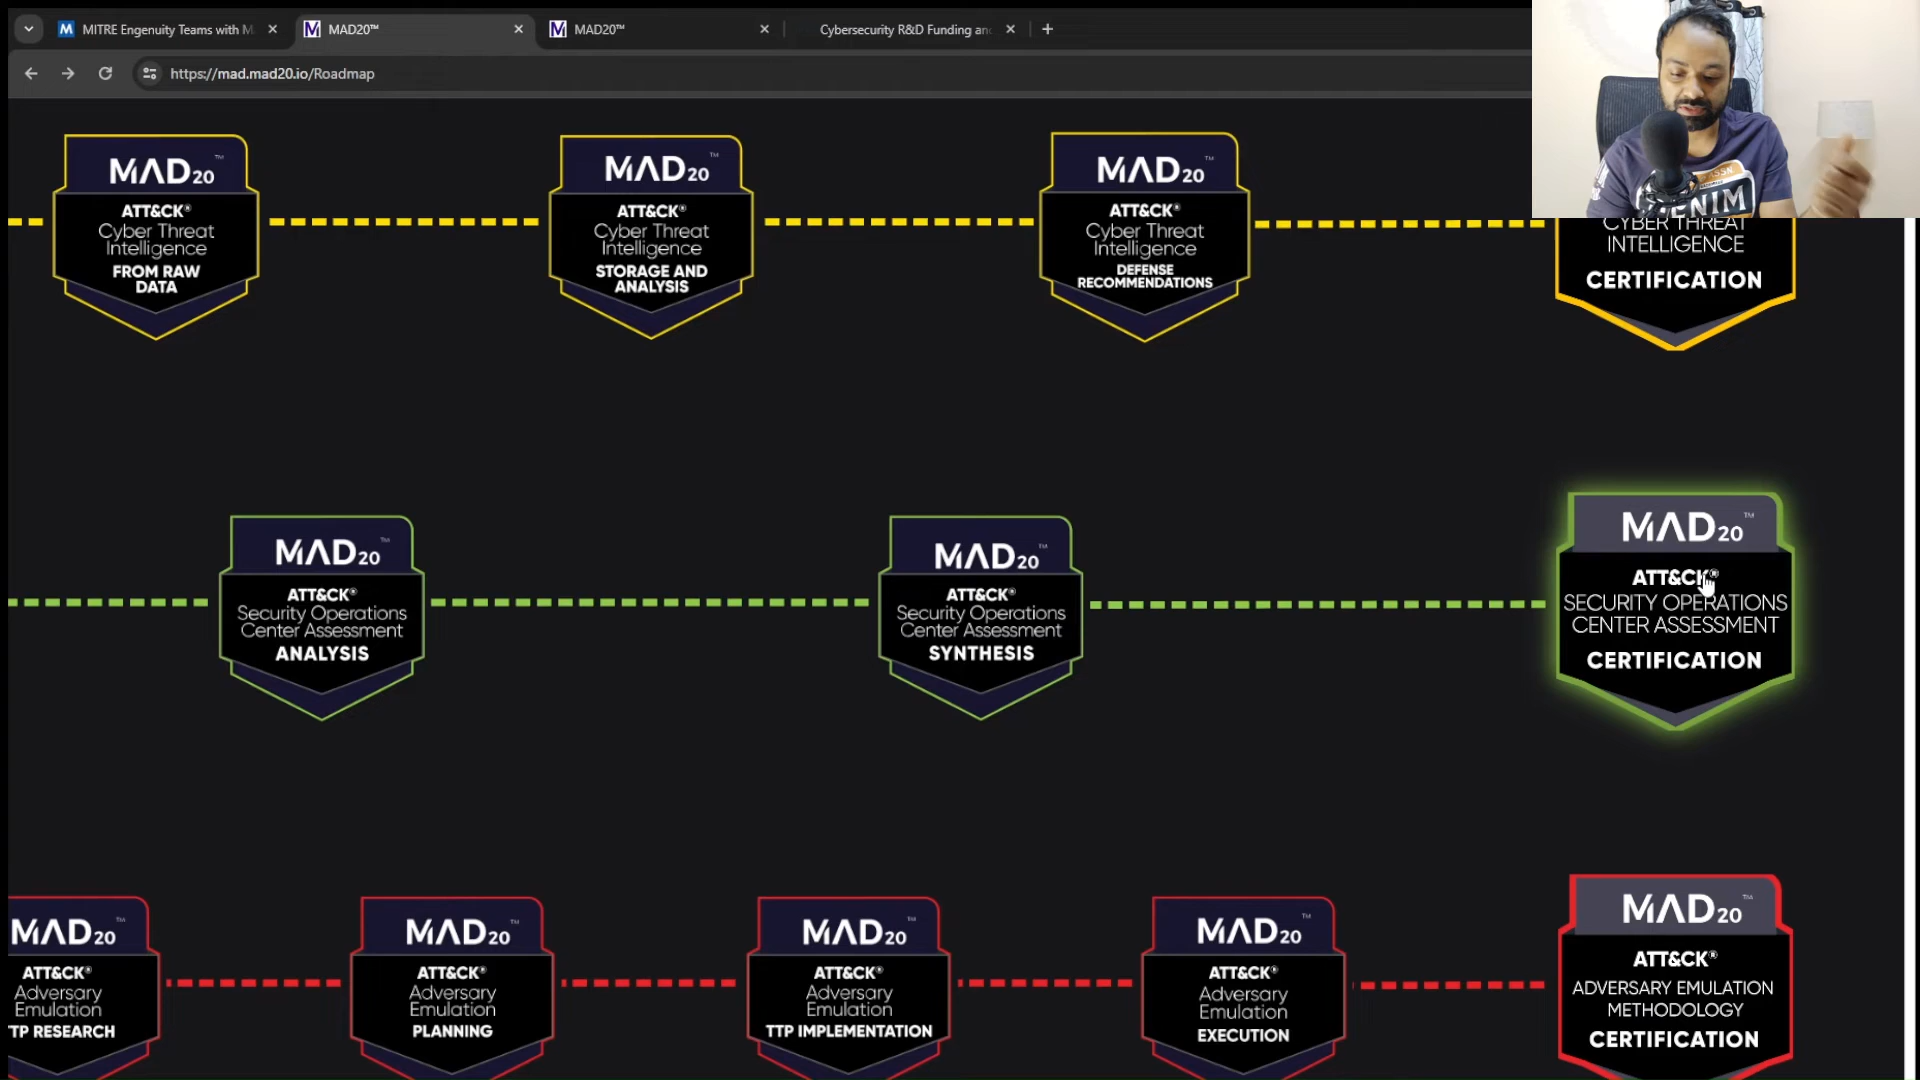 MITRE Engenuity Teams with M
MAD20™
MAD20™
Cybersecurity R&D Funding an
https://mad.mad20.io/Roadmap
MAD20™
ATT&CK®
Cyber Threat
Intelligence
FROM RAW
DATA
MAD20™
ATT&CK®
Cyber Threat
Intelligence
STORAGE AND
ANALYSIS
MAD20™
ATT&CK®
Cyber Threat
Intelligence
DEFENSE
RECOMMENDATIONS
CYBER THREAT
INTELLIGENCE
CERTIFICATION
MAD20™
ATT&CK®
Security Operations
Center Assessment
ANALYSIS
MAD20™
ATT&CK®
Security Operations
Center Assessment
SYNTHESIS
MAD20™
ATT&CK®
SECURITY OPERATIONS
CENTER ASSESSMENT
CERTIFICATION
MAD20™
ATT&CK®
Adversary
Emulation
TTP RESEARCH
MAD20™
ATT&CK®
Adversary
Emulation
PLANNING
MAD20™
ATT&CK®
Adversary
Emulation
TTP IMPLEMENTATION
MAD20™
ATT&CK®
Adversary
Emulation
EXECUTION
MAD20™
ATT&CK®
ADVERSARY EMULATION
METHODOLOGY
CERTIFICATION